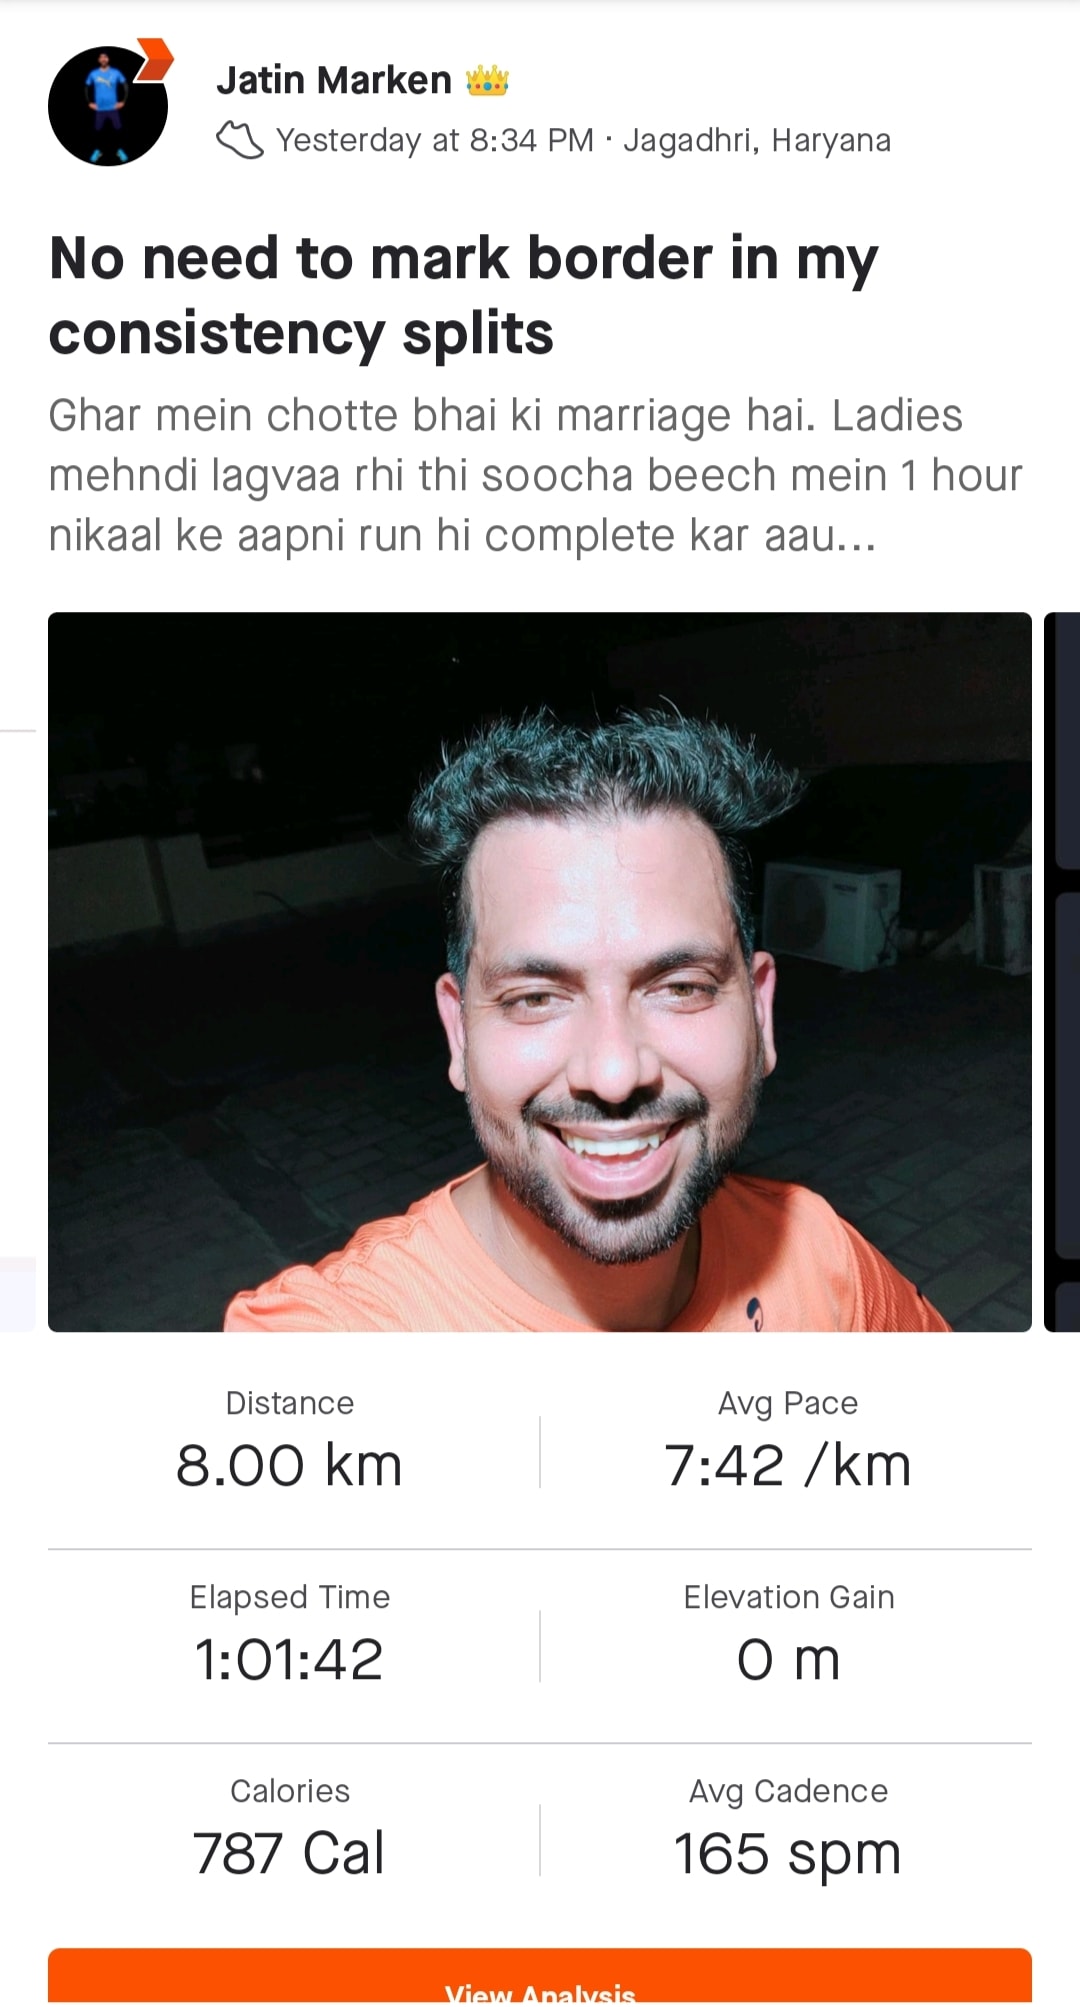 Jatin Marken 👑
Yesterday at 8:34 PM · Jagadhri, Haryana
No need to mark border in my
consistency splits
Ghar mein chotte bhai ki marriage hai. Ladies
mehndi lagvaa rhi thi soocha beech mein 1 hour
nikaal ke aapni run hi complete kar aau...
Distance
8.00 km
Avg Pace
7:42 /km
Elapsed Time
1:01:42
Elevation Gain
0 m
Calories
787 Cal
Avg Cadence
165 spm
View Analysis